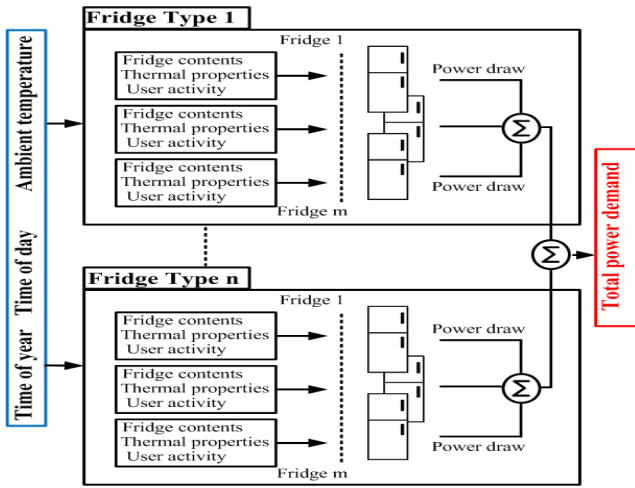 Fridge Type 1
Ambient temperature
Time of day
Time of year
Fridge 1
Fridge contents
Thermal properties
User activity
Fridge contents
Thermal properties
User activity
Fridge contents
Thermal properties
User activity
Fridge m
Power draw
Power draw
Σ
Σ
Total power demand
Fridge Type n
Fridge 1
Fridge contents
Thermal properties
User activity
Fridge contents
Thermal properties
User activity
Fridge contents
Thermal properties
User activity
Fridge m
Power draw
Power draw
Σ